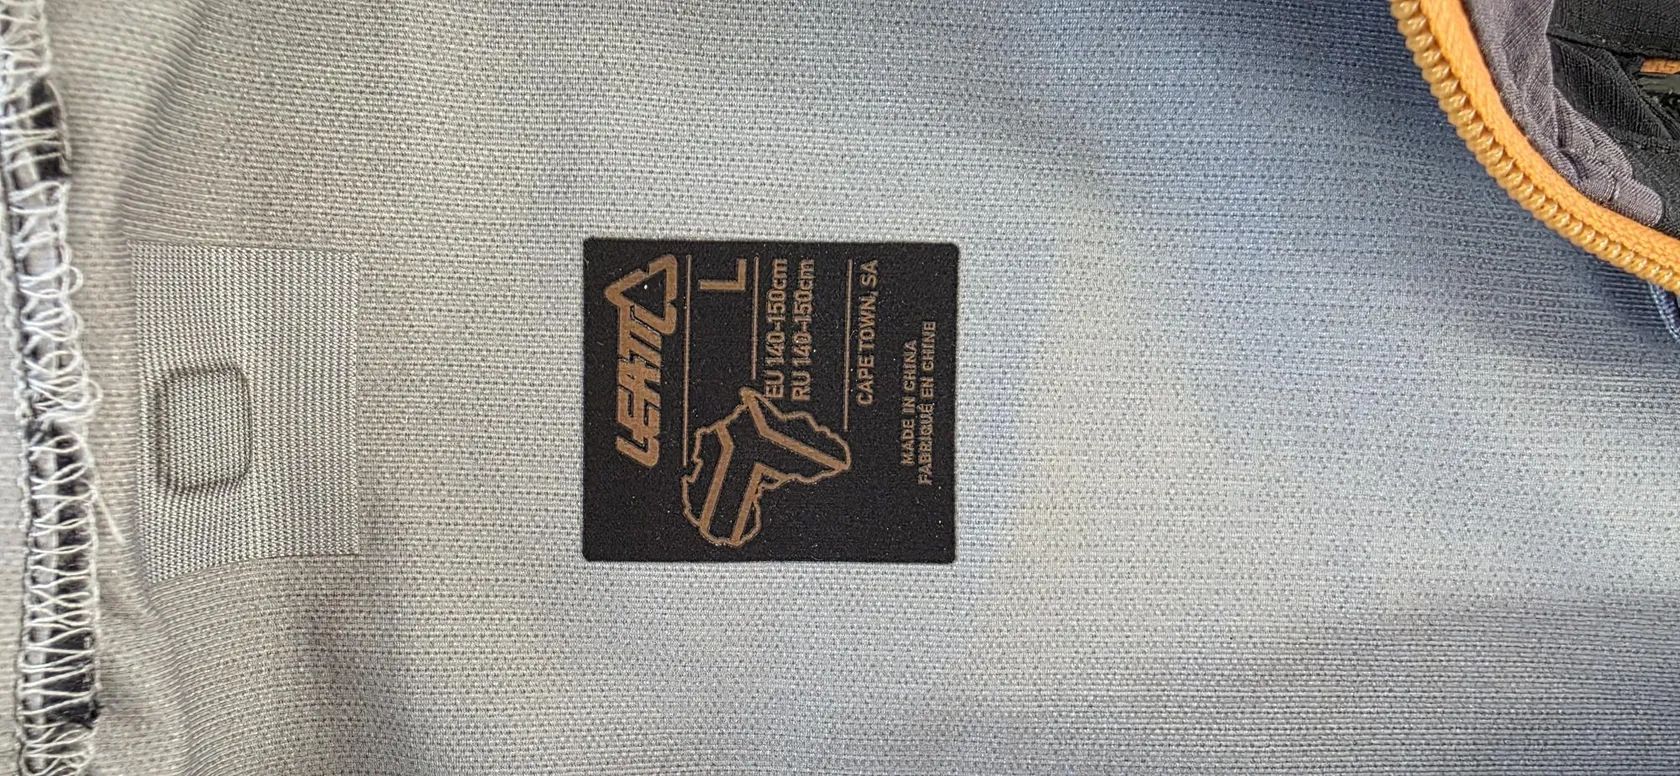 LEATT
L
EU 140-150cm
RU 140-150cm
CAPE TOWN, SA
MADE IN CHINA
FABRIQUÉ EN CHINE